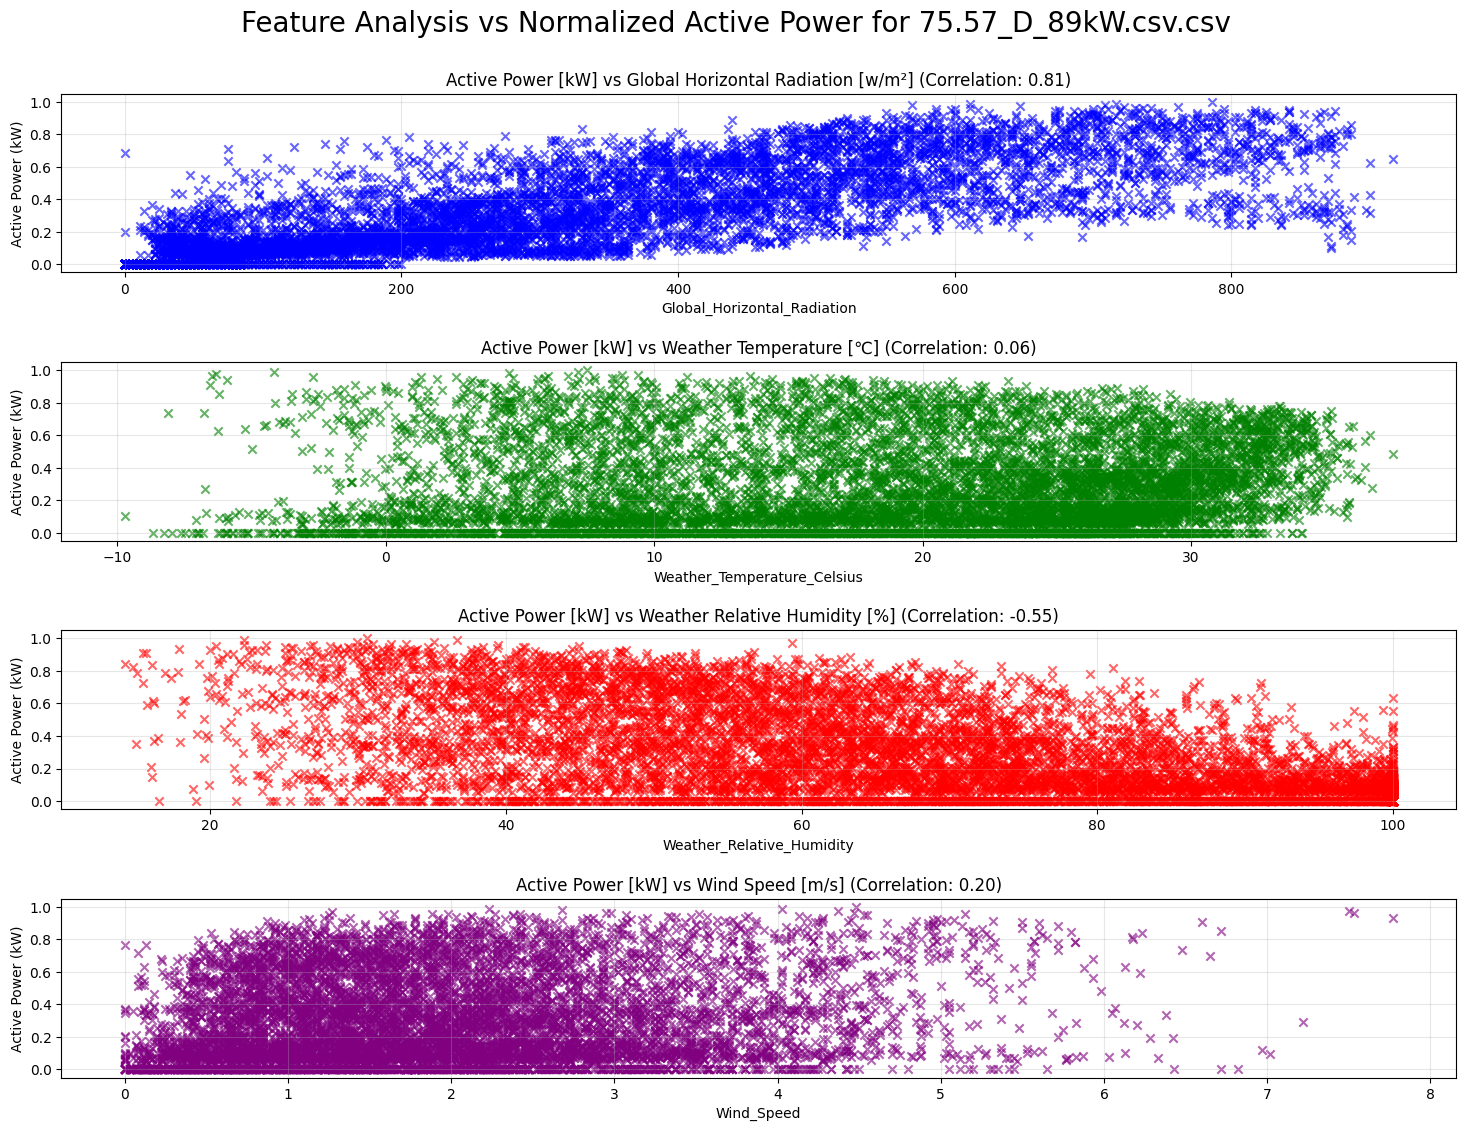 Feature Analysis vs Normalized Active Power for 75.57_D_89kW.csv.csv
Active Power [kW] vs Global Horizontal Radiation [w/m²] (Correlation: 0.81)
Active Power (kW)
1.0
0.8
0.6
0.4
0.2
0.0
0 200 400 600 800
Global_Horizontal_Radiation
Active Power [kW] vs Weather Temperature [℃] (Correlation: 0.06)
Active Power (kW)
1.0
0.8
0.6
0.4
0.2
0.0
−10 0 10 20 30
Weather_Temperature_Celsius
Active Power [kW] vs Weather Relative Humidity [%] (Correlation: -0.55)
Active Power (kW)
1.0
0.8
0.6
0.4
0.2
0.0
20 40 60 80 100
Weather_Relative_Humidity
Active Power [kW] vs Wind Speed [m/s] (Correlation: 0.20)
Active Power (kW)
1.0
0.8
0.6
0.4
0.2
0.0
0 1 2 3 4 5 6 7 8
Wind_Speed